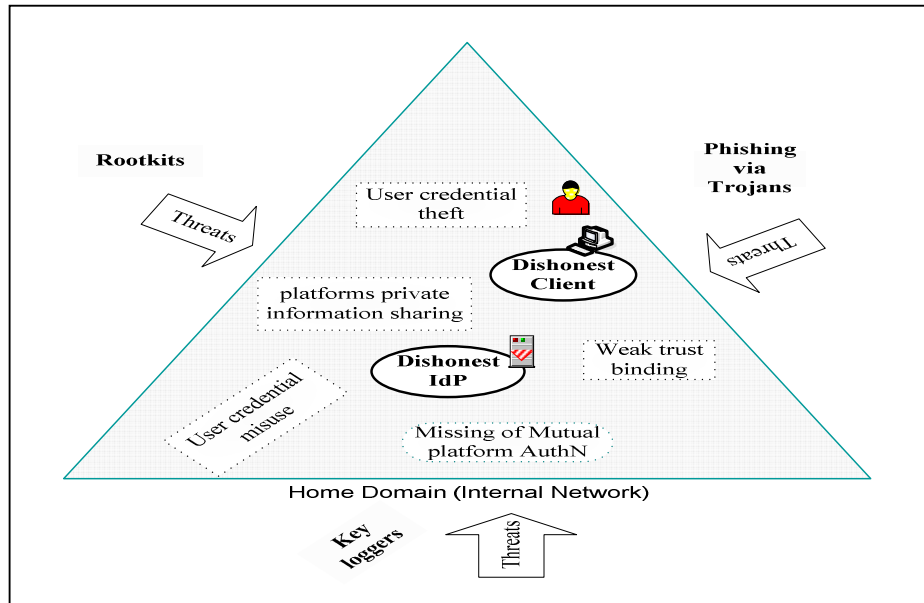 Rootkits
Threats
Phishing
via
Trojans
Threats
User credential
theft
Dishonest
Client
platforms private
information sharing
Dishonest
IdP
Weak trust
binding
User credential
misuse
Missing of Mutual
platform AuthN
Home Domain (Internal Network)
Key
loggers
Threats